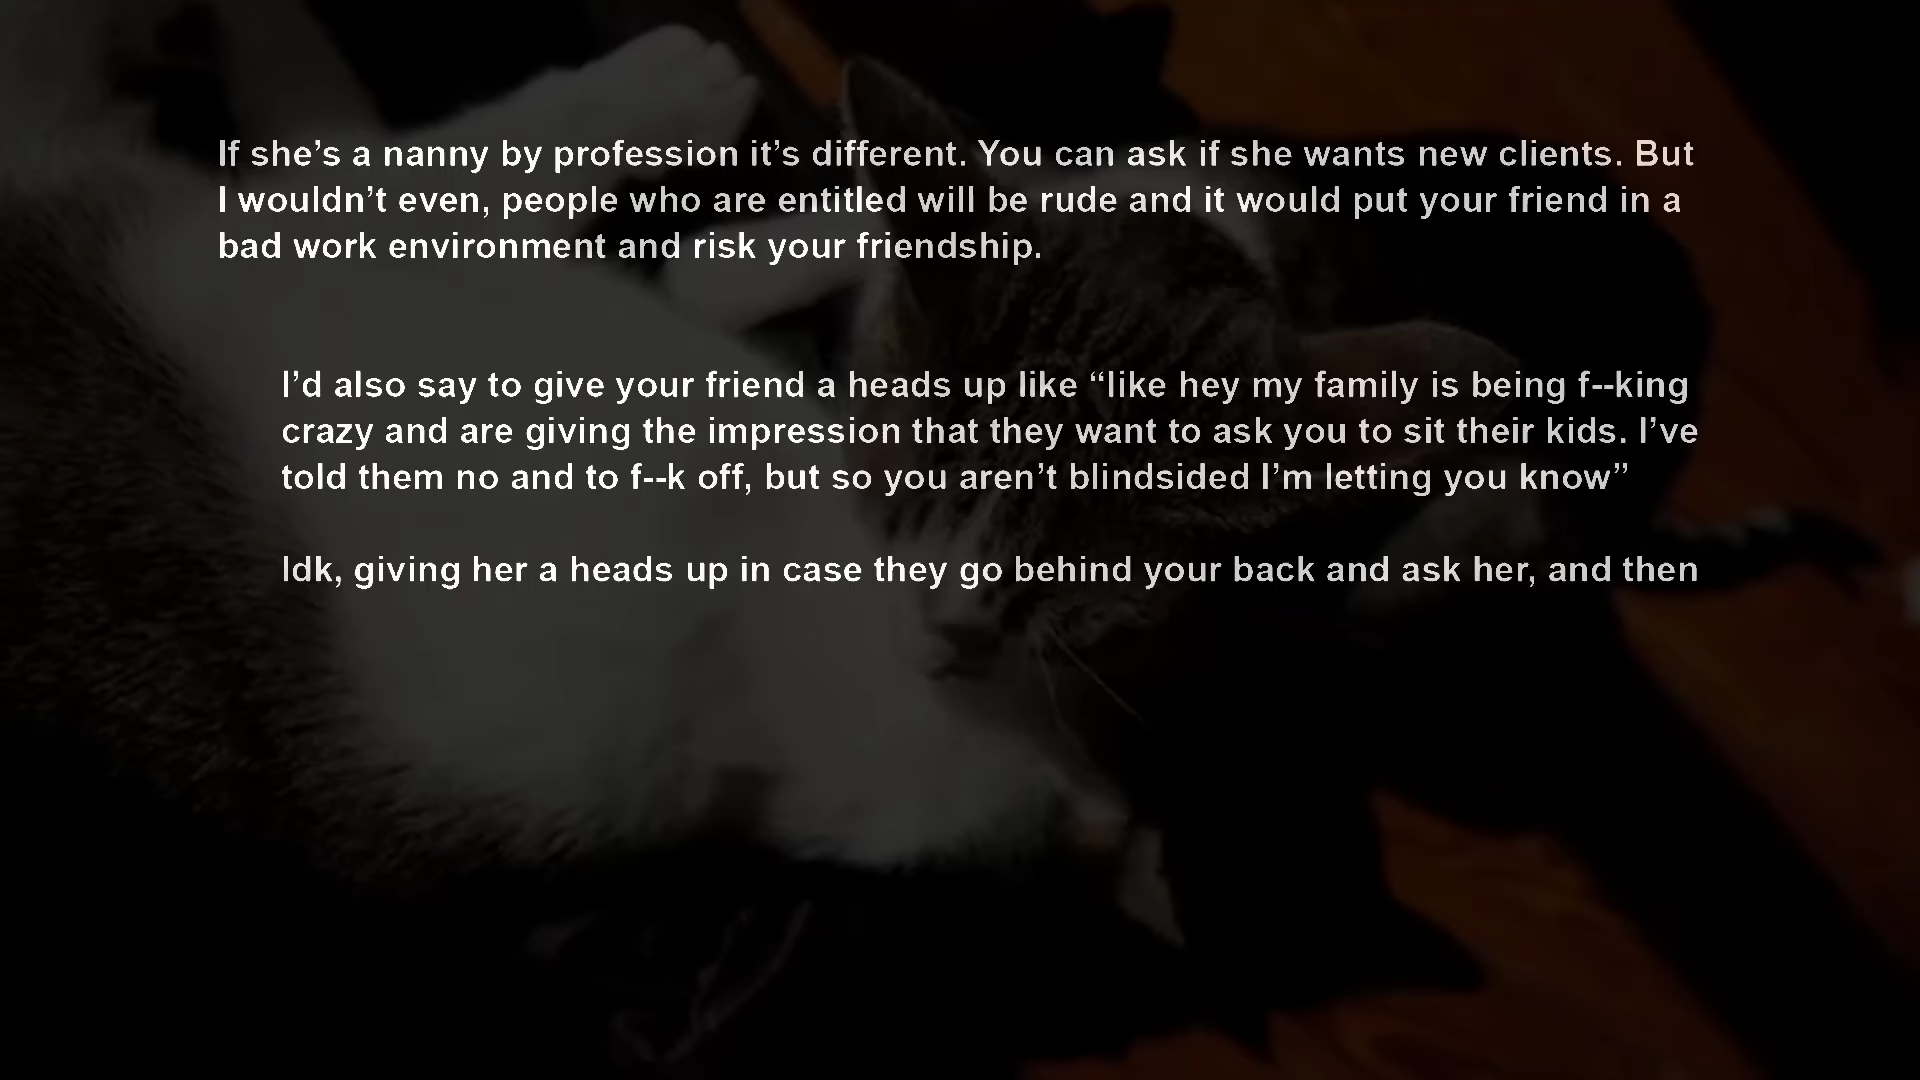 If she’s a nanny by profession it’s different. You can ask if she wants new clients. But
I wouldn’t even, people who are entitled will be rude and it would put your friend in a
bad work environment and risk your friendship.
I’d also say to give your friend a heads up like “like hey my family is being f--king
crazy and are giving the impression that they want to ask you to sit their kids. I’ve
told them no and to f--k off, but so you aren’t blindsided I’m letting you know”
Idk, giving her a heads up in case they go behind your back and ask her, and then